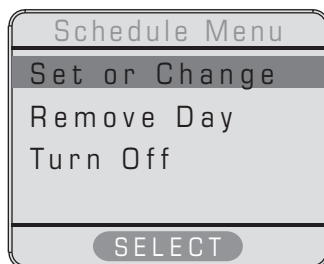 Schedule Menu
Set or Change
Remove Day
Turn Off
SELECT